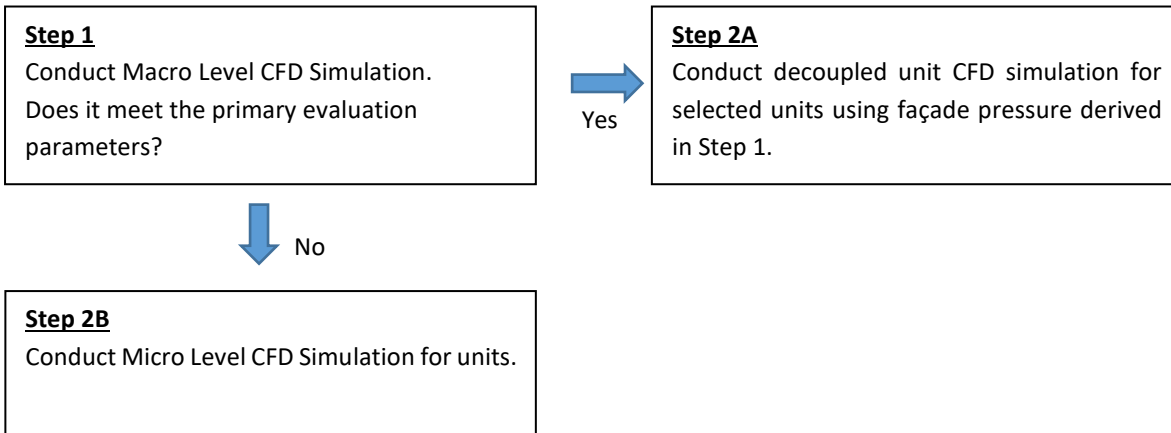 Step 1
Conduct Macro Level CFD Simulation.
Does it meet the primary evaluation
parameters?
Yes
Step 2A
Conduct decoupled unit CFD simulation for
selected units using façade pressure derived
in Step 1.
No
Step 2B
Conduct Micro Level CFD Simulation for units.